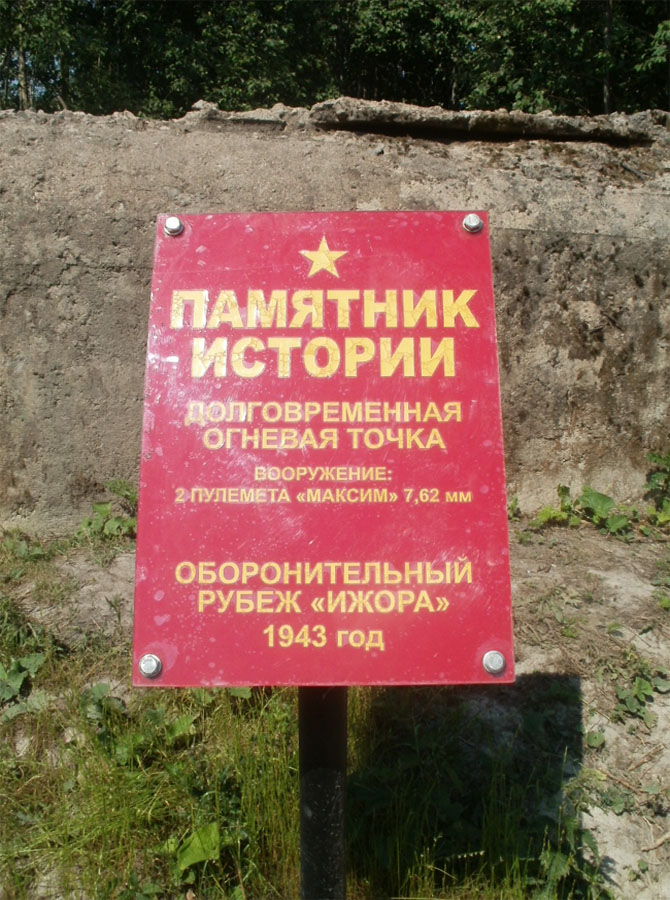 ПАМЯТНИК
ИСТОРИИ
ДОЛГОВРЕМЕННАЯ
ОГНЕВАЯ ТОЧКА
ВООРУЖЕНИЕ:
2 ПУЛЕМЕТА «МАКСИМ» 7,62 мм
ОБОРОНИТЕЛЬНЫЙ
РУБЕЖ «ИЖОРА»
1943 год